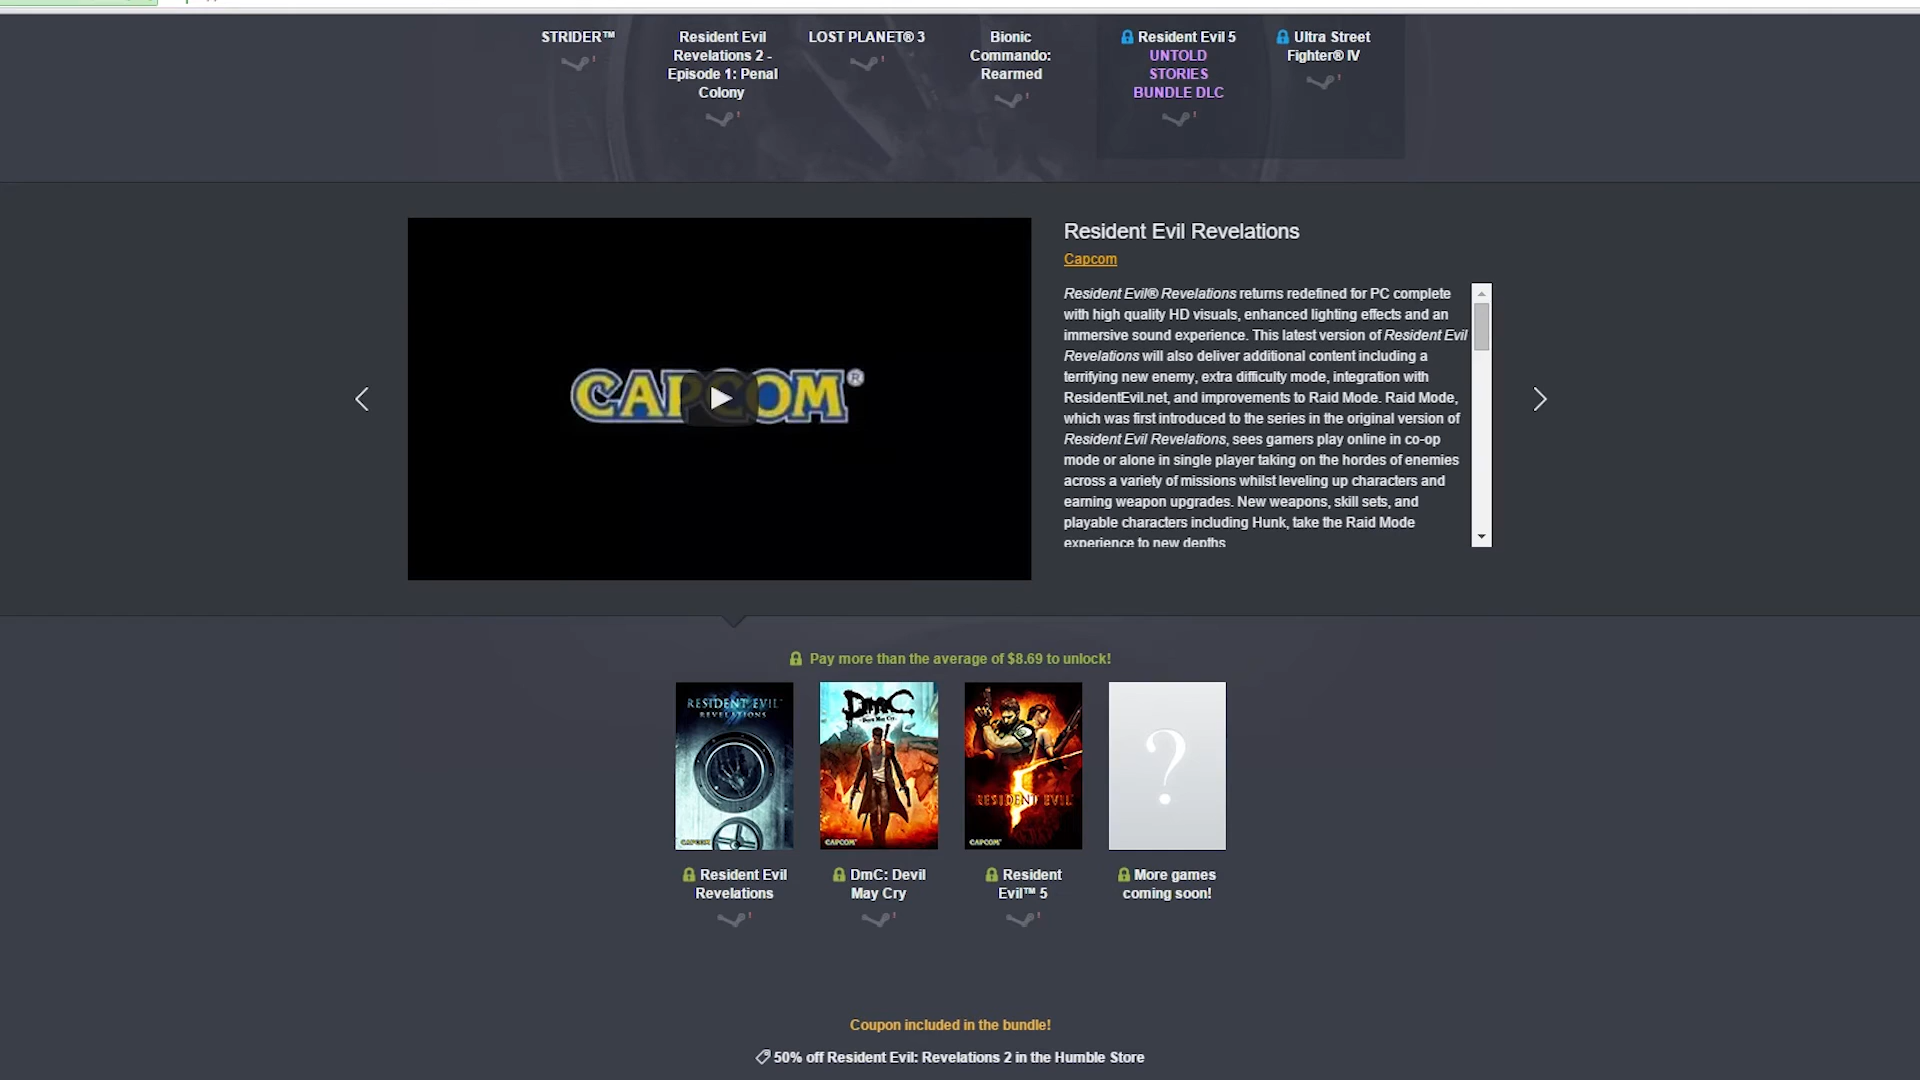 STRIDER™
Resident Evil
Revelations 2 -
Episode 1: Penal
Colony
LOST PLANET® 3
Bionic
Commando:
Rearmed
Resident Evil 5
UNTOLD
STORIES
BUNDLE DLC
Ultra Street
Fighter® IV
CAPCOM®
Resident Evil Revelations
Capcom
Resident Evil® Revelations returns redefined for PC complete
with high quality HD visuals, enhanced lighting effects and an
immersive sound experience. This latest version of Resident Evil
Revelations will also deliver additional content including a
terrifying new enemy, extra difficulty mode, integration with
ResidentEvil.net, and improvements to Raid Mode. Raid Mode,
which was first introduced to the series in the original version of
Resident Evil Revelations, sees gamers play online in co-op
mode or alone in single player taking on the hordes of enemies
across a variety of missions whilst leveling up characters and
earning weapon upgrades. New weapons, skill sets, and
playable characters including Hunk, take the Raid Mode
experience to new depths
Pay more than the average of $8.69 to unlock!
RESIDENT EVIL
REVELATIONS
CAPCOM
DmC
Devil May Cry
CAPCOM
5
RESIDENT EVIL
CAPCOM
?
Resident Evil
Revelations
DmC: Devil
May Cry
Resident
Evil™ 5
More games
coming soon!
Coupon included in the bundle!
50% off Resident Evil: Revelations 2 in the Humble Store